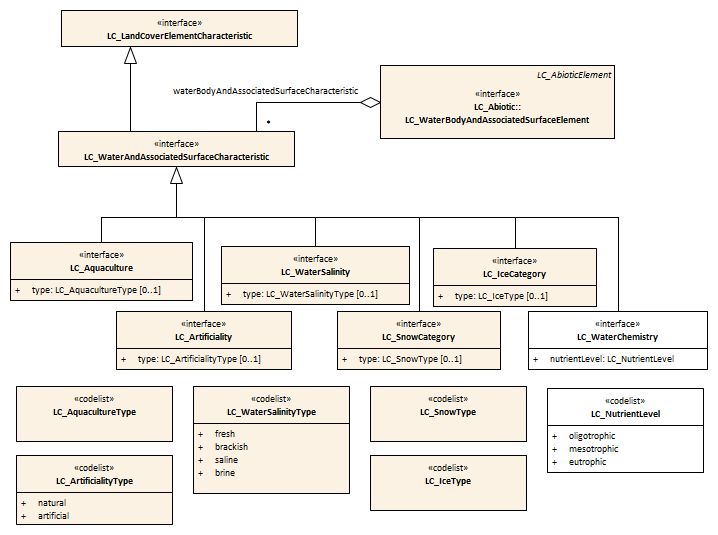 «interface»
LC_LandCoverElementCharacteristic
LC_AbioticElement
«interface»
LC_Abiotic::
LC_WaterBodyAndAssociatedSurfaceElement
waterBodyAndAssociatedSurfaceCharacteristic
*
«interface»
LC_WaterAndAssociatedSurfaceCharacteristic
«interface»
LC_Aquaculture
+ type: LC_AquacultureType [0..1]
«interface»
LC_WaterSalinity
+ type: LC_WaterSalinityType [0..1]
«interface»
LC_IceCategory
+ type: LC_IceType [0..1]
«interface»
LC_Artificiality
+ type: LC_ArtificialityType [0..1]
«interface»
LC_SnowCategory
+ type: LC_SnowType [0..1]
«interface»
LC_WaterChemistry
+ nutrientLevel: LC_NutrientLevel
«codelist»
LC_AquacultureType
«codelist»
LC_WaterSalinityType
+ fresh
+ brackish
+ saline
+ brine
«codelist»
LC_SnowType
«codelist»
LC_NutrientLevel
+ oligotrophic
+ mesotrophic
+ eutrophic
«codelist»
LC_ArtificialityType
+ natural
+ artificial
«codelist»
LC_IceType